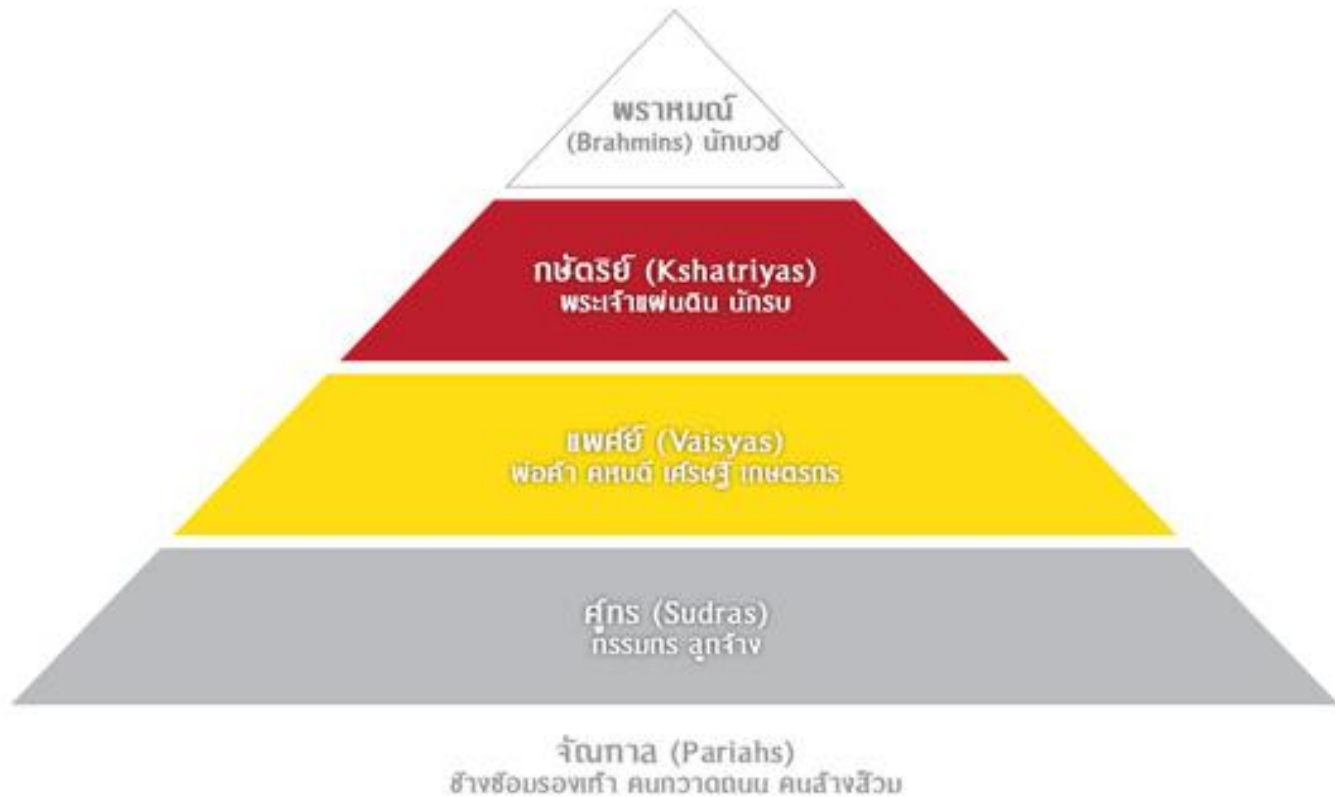 พราหมณ์
(Brahmins) นักบวช
กษัตริย์ (Kshatriyas)
พระเจ้าแผ่นดิน นักรบ
แพศย์ (Vaisyas)
พ่อค้า คหบดี เศรษฐี เกษตรกร
ศูทร (Sudras)
กรรมกร ลูกจ้าง
จัณฑาล (Pariahs)
ช่างซ่อมรองเท้า คนกวาดถนน คนล้างส้วม